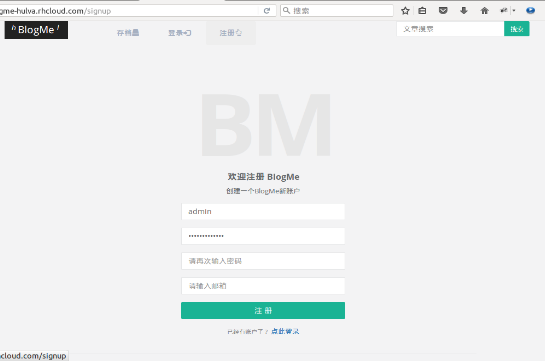 gme-hulva.rhcloud.com/signup
搜索
BlogMe
存档
登录
注册
文章搜索
搜索
BM
欢迎注册 BlogMe
创建一个BlogMe新账户
admin
•••••••••••••
请再次输入密码
请输入邮箱
注 册
已经有账户了？ 点此登录
hcloud.com/signup